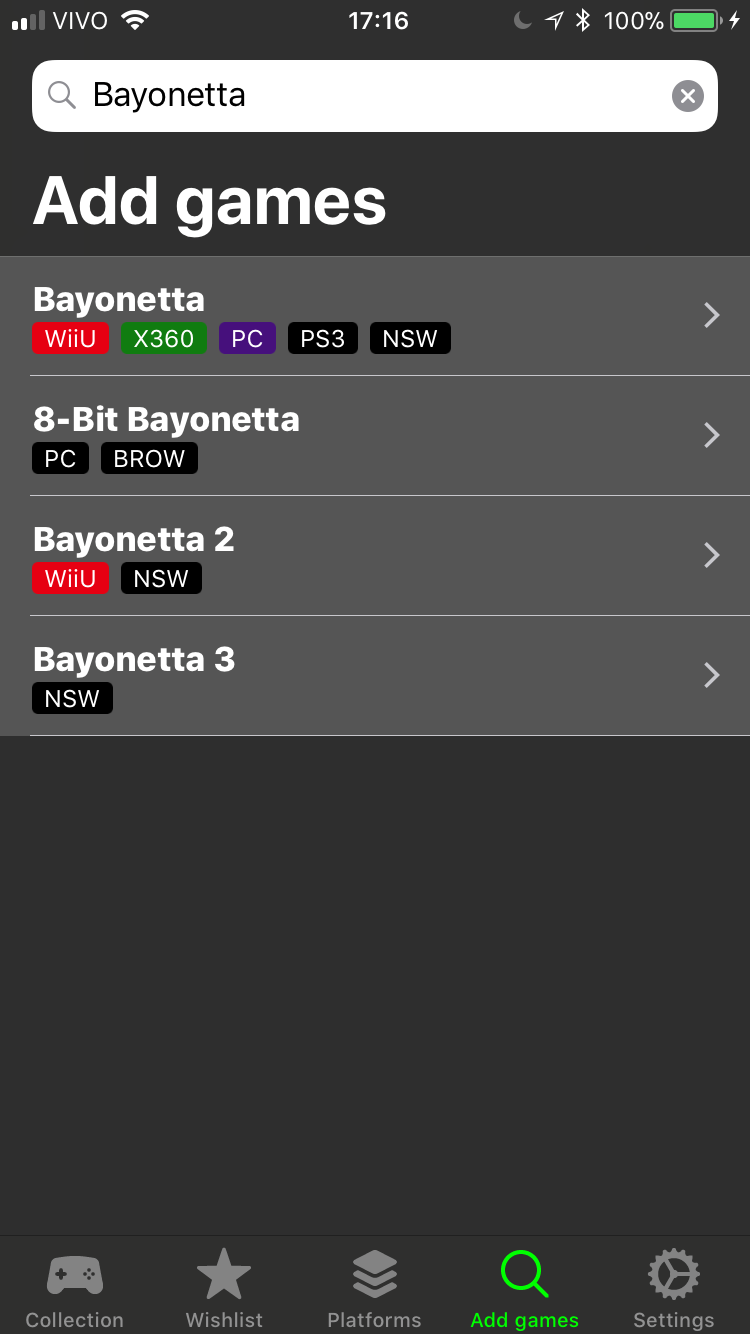 VIVO 17:16 100%
Bayonetta
Add games
Bayonetta
WiiU X360 PC PS3 NSW
8-Bit Bayonetta
PC BROW
Bayonetta 2
WiiU NSW
Bayonetta 3
NSW
Collection Wishlist Platforms Add games Settings